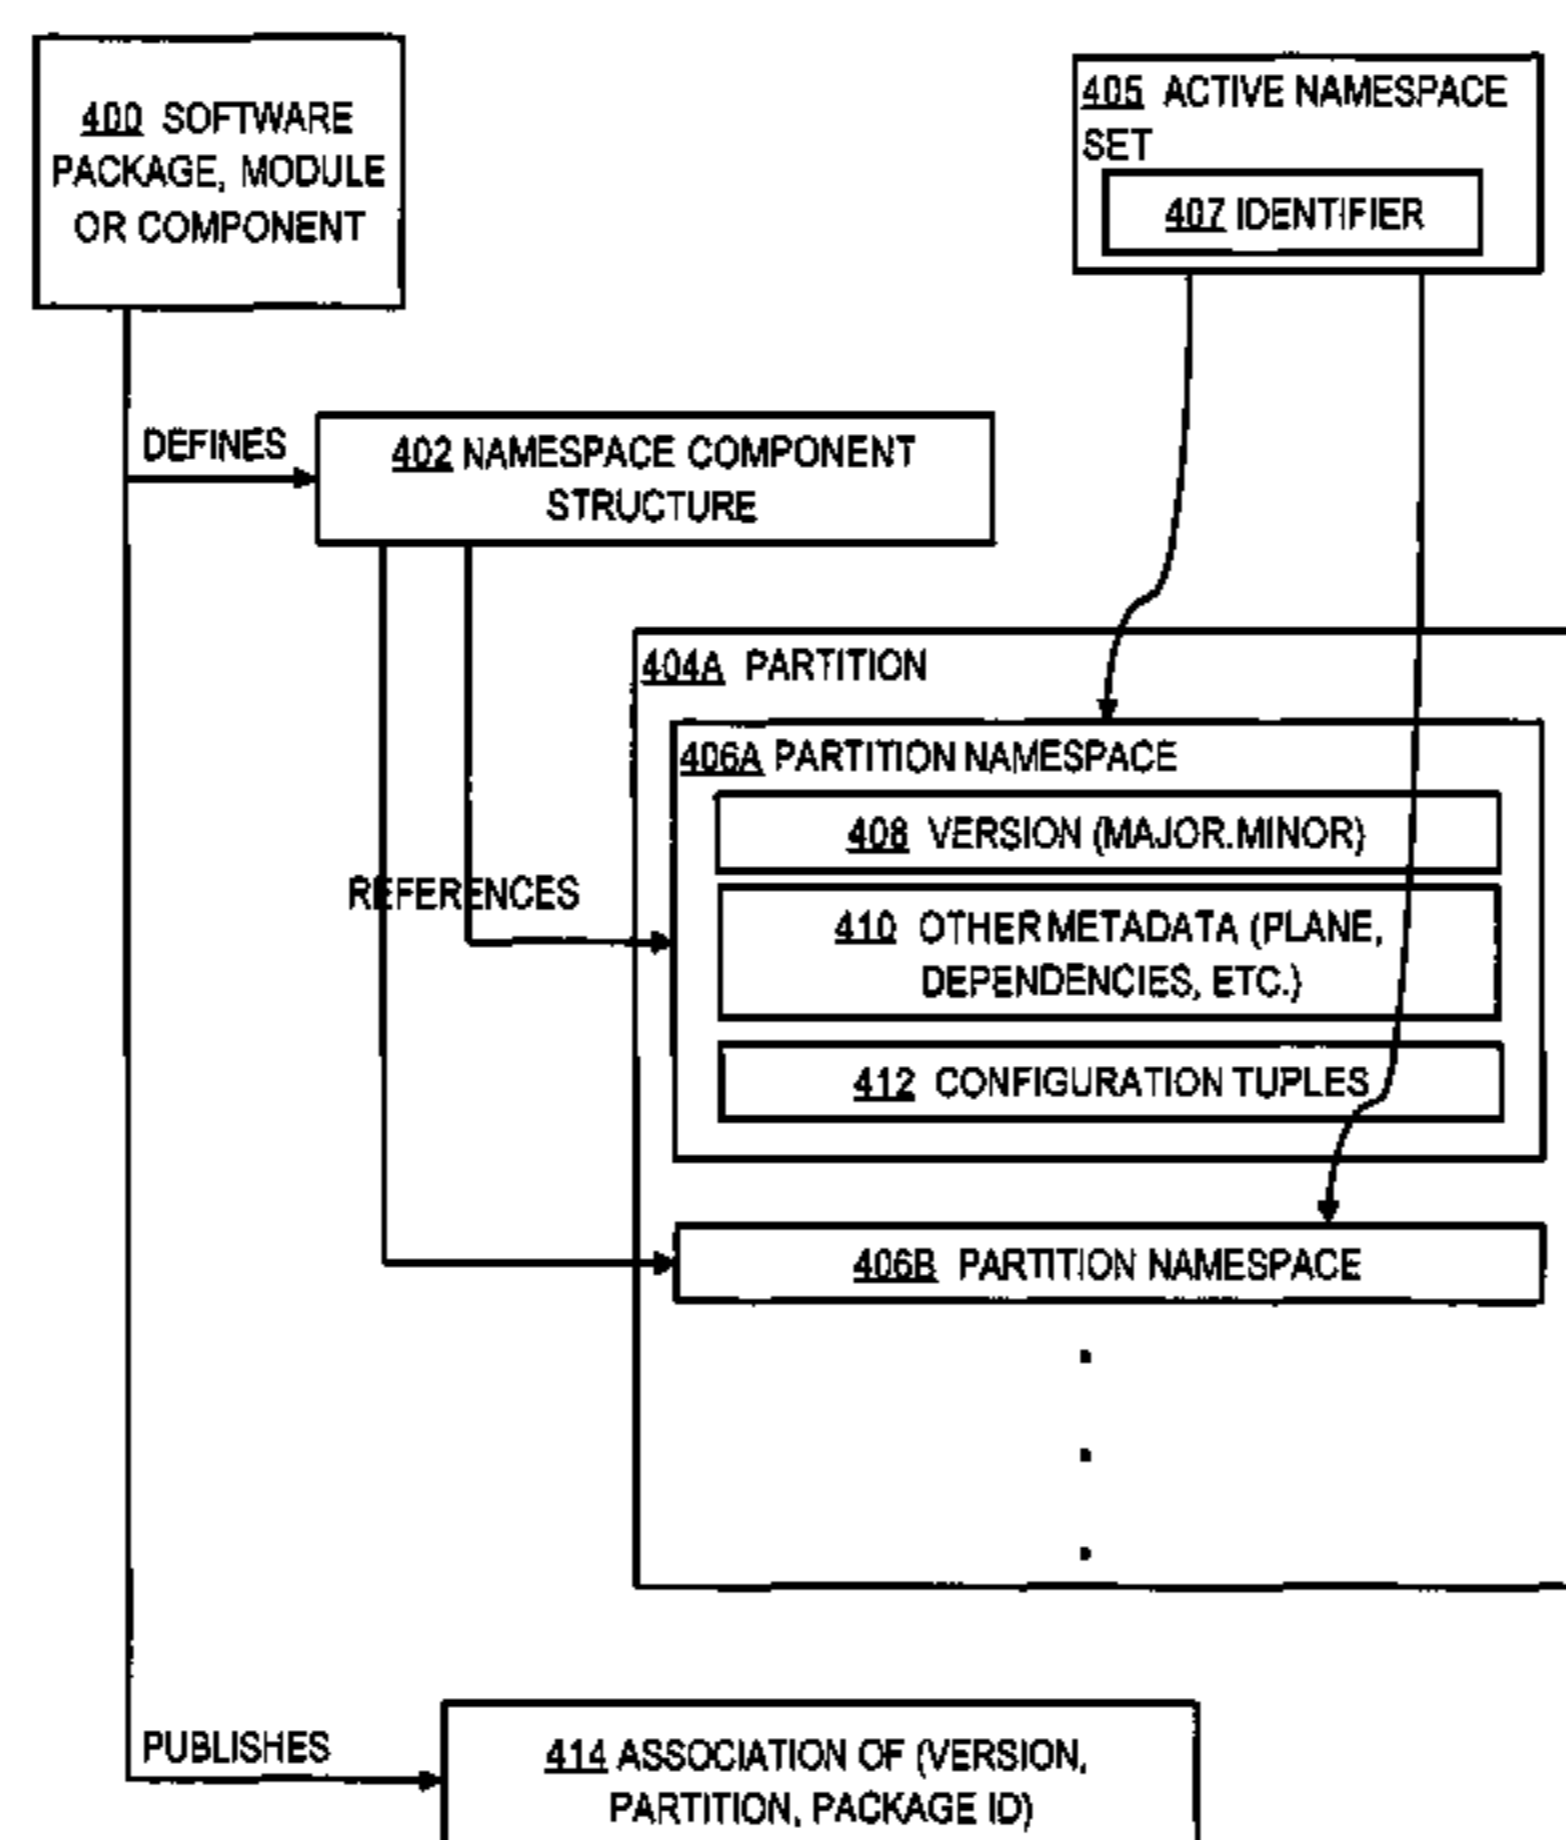 400 SOFTWARE
PACKAGE, MODULE
OR COMPONENT
405 ACTIVE NAMESPACE
SET
407 IDENTIFIER
DEFINES
402 NAMESPACE COMPONENT
STRUCTURE
404A PARTITION
406A PARTITION NAMESPACE
408 VERSION (MAJOR.MINOR)
REFERENCES
410 OTHER METADATA (PLANE,
DEPENDENCIES, ETC.)
412 CONFIGURATION TUPLES
406B PARTITION NAMESPACE
PUBLISHES
414 ASSOCIATION OF (VERSION,
PARTITION, PACKAGE ID)